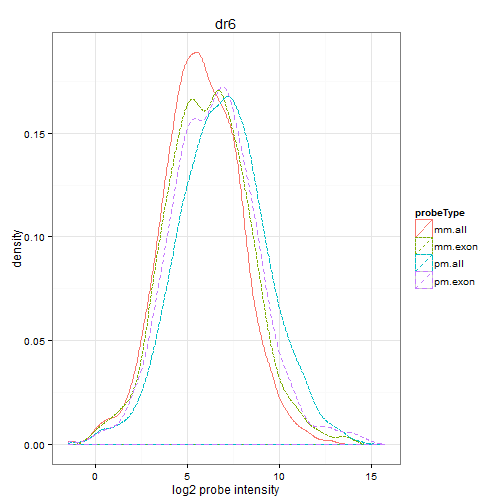 dr6
density
0.15
0.10
0.05
0.00
0
5
10
15
log2 probe intensity
probeType
mm.all
mm.exon
pm.all
pm.exon